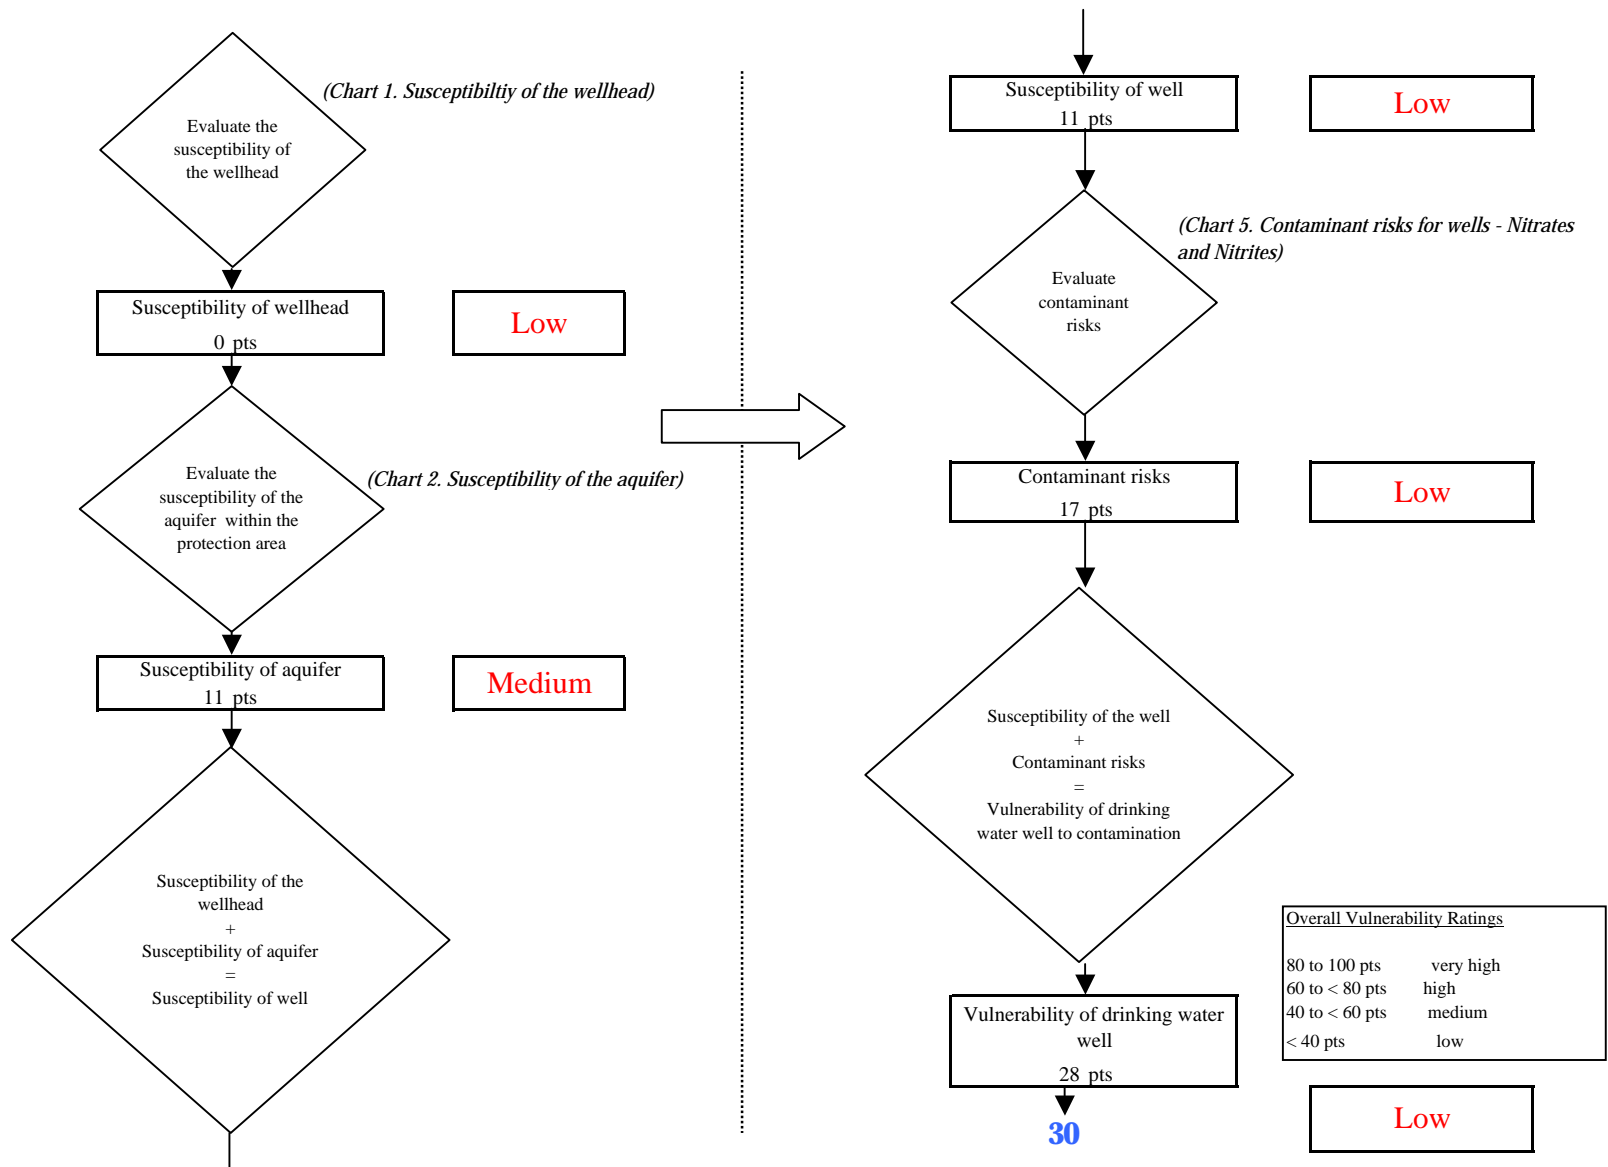 (Chart 1. Susceptibiltiy of the wellhead)
Evaluate the
susceptibility of
the wellhead
Susceptibility of wellhead
0 pts
Low
Evaluate the
susceptibility of the
aquifer within the
protection area
(Chart 2. Susceptibility of the aquifer)
Susceptibility of aquifer
11 pts
Medium
Susceptibility of the
wellhead
+
Susceptibility of aquifer
=
Susceptibility of well
Susceptibility of well
11 pts
Low
(Chart 5. Contaminant risks for wells - Nitrates
and Nitrites)
Evaluate
contaminant
risks
Contaminant risks
17 pts
Low
Susceptibility of the well
+
Contaminant risks
=
Vulnerability of drinking
water well to contamination
Overall Vulnerability Ratings
80 to 100 pts very high
60 to < 80 pts high
40 to < 60 pts medium
< 40 pts low
Vulnerability of drinking water
well
28 pts
30
Low